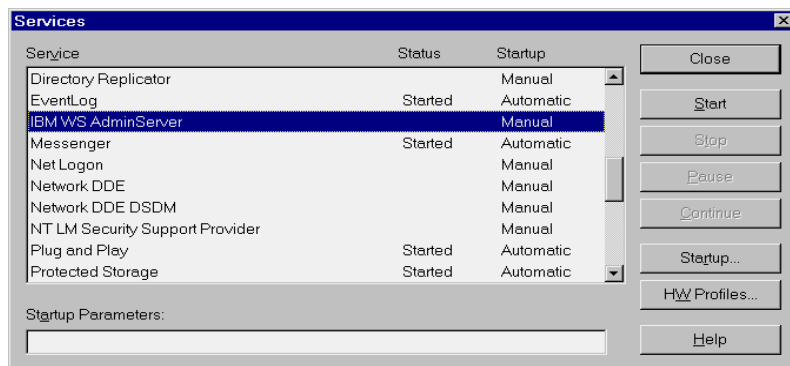 Services
Service Status Startup
Directory Replicator Manual
EventLog Started Automatic
IBM WS AdminServer Manual
Messenger Started Automatic
Net Logon Manual
Network DDE Manual
Network DDE DSDM Manual
NT LM Security Support Provider Manual
Plug and Play Started Automatic
Protected Storage Started Automatic
Startup Parameters:
Close
Start
Stop
Pause
Continue
Startup...
HW Profiles...
Help